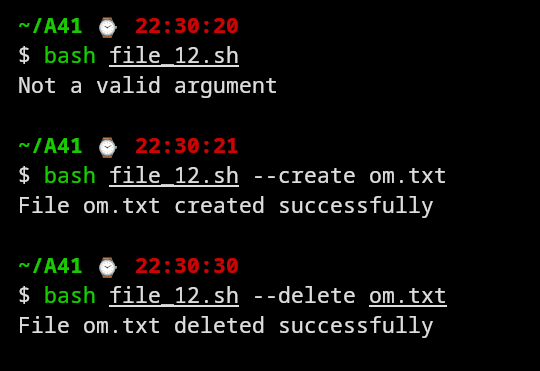 ~/A41 ⌚ 22:30:20
$ bash file_12.sh
Not a valid argument
~/A41 ⌚ 22:30:21
$ bash file_12.sh --create om.txt
File om.txt created successfully
~/A41 ⌚ 22:30:30
$ bash file_12.sh --delete om.txt
File om.txt deleted successfully